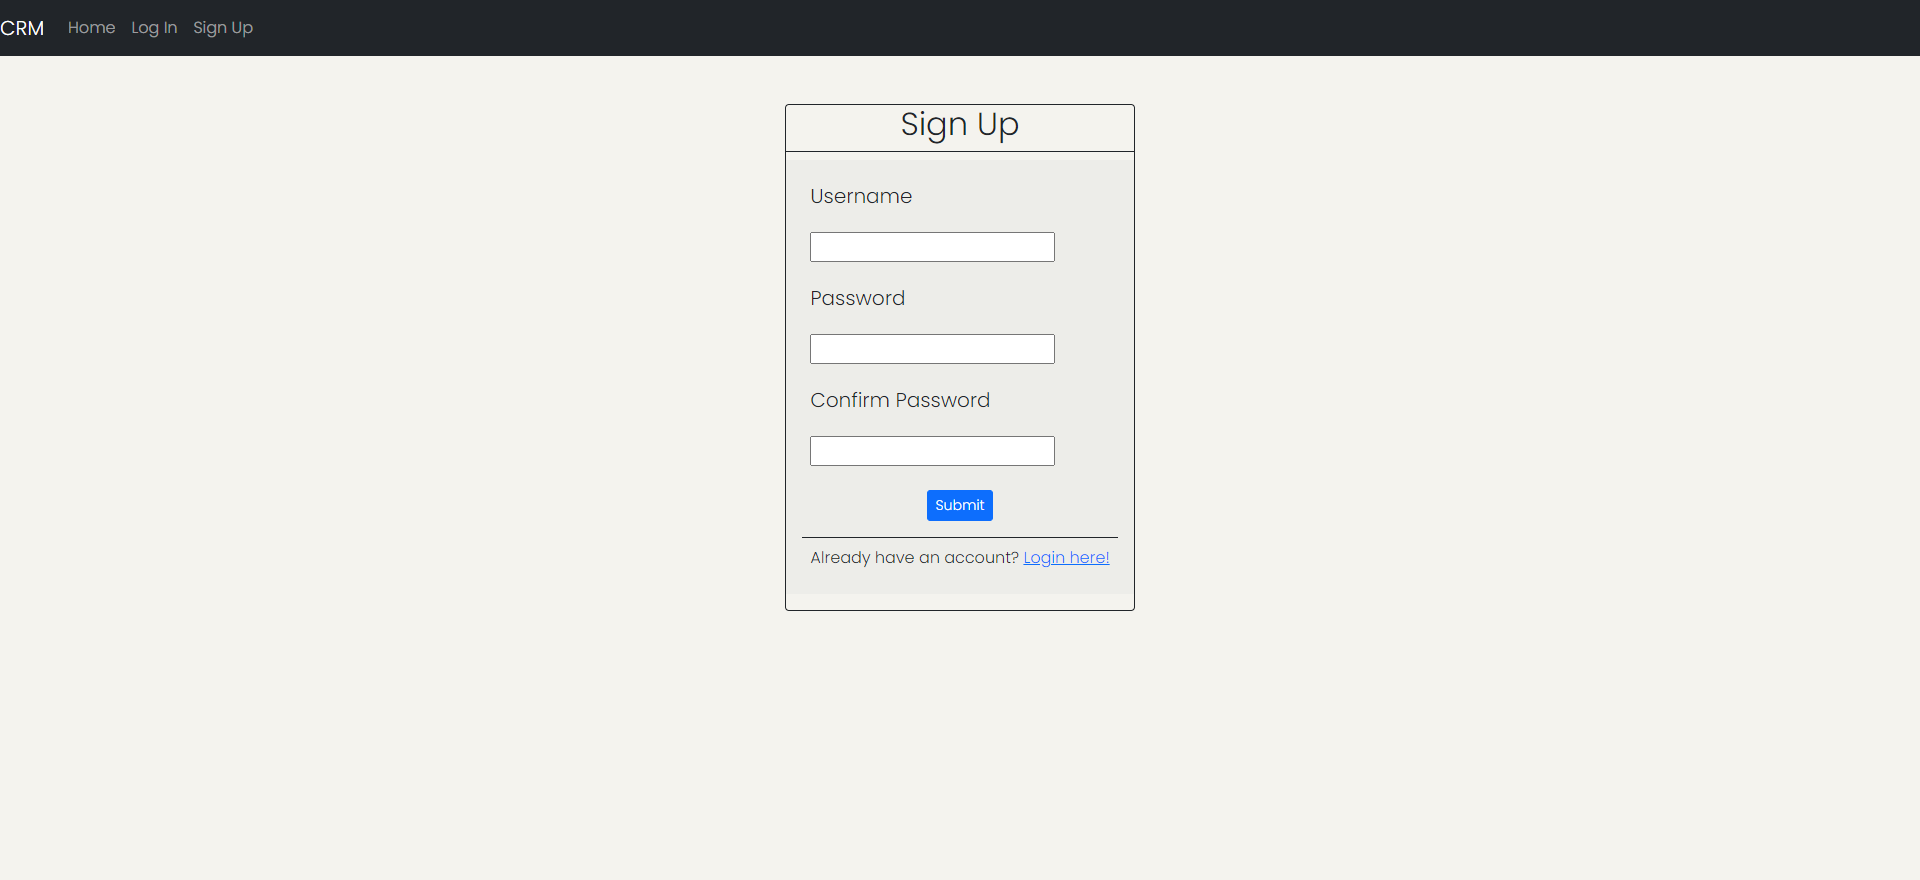 CRM Home Log In Sign Up
Sign Up
Username
Password
Confirm Password
Submit
Already have an account? Login here!